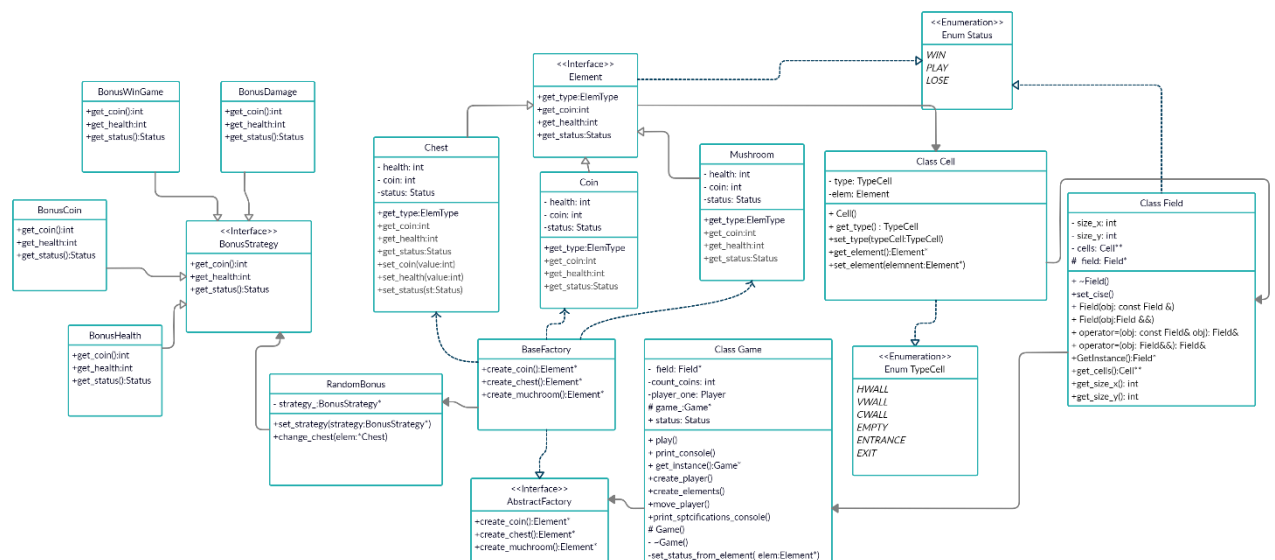 <<Enumeration>>
Enum Status
WIN
PLAY
LOSE
<<Interface>>
Element
+get_type:ElemType
+get_coin:int
+get_health:int
+get_status:Status
BonusWinGame
+get_coin():int
+get_health:int
+get_status():Status
BonusDamage
+get_coin():int
+get_health:int
+get_status():Status
Chest
- health: int
- coin: int
-status: Status
+get_type:ElemType
+get_coin:int
+get_health:int
+get_status:Status
+set_coin(value:int)
+set_health(value:int)
+set_status(st:Status)
Coin
- health: int
- coin: int
-status: Status
+get_type:ElemType
+get_coin:int
+get_health:int
+get_status:Status
Mushroom
- health: int
- coin: int
-status: Status
+get_type:ElemType
+get_coin:int
+get_health:int
+get_status:Status
Class Cell
- type: TypeCell
-elem: Element
+ Cell()
+ get_type() : TypeCell
+set_type(typeCell:TypeCell)
+get_element():Element*
+set_element(elemnent:Element*)
Class Field
- size_x: int
- size_y: int
- cells: Cell**
# field: Field*
+ ~Field()
+set_cise()
+ Field(obj: const Field &)
+ Field(obj:Field &&)
+ operator=(obj: const Field& obj): Field&
+ operator=(obj: Field&&): Field&
+GetInstance():Field*
+get_cells():Cell**
+get_size_x(): int
+get_size_y(): int
BonusCoin
+get_coin():int
+get_health:int
+get_status():Status
<<Interface>>
BonusStrategy
+get_coin():int
+get_health:int
+get_status():Status
BonusHealth
+get_coin():int
+get_health:int
+get_status():Status
RandomBonus
- strategy_:BonusStrategy*
+set_strategy(strategy:BonusStrategy*)
+change_chest(elem:*Chest)
BaseFactory
+create_coin():Element*
+create_chest():Element*
+create_muchroom():Element*
Class Game
- field: Field*
-count_coins: int
-player_one: Player
# game_:Game*
+ status: Status
+ play()
+ print_console()
+ get_instance():Game*
+create_player()
+create_elements()
+move_player()
+print_sptcifications_console()
# Game()
- ~Game()
-set_status_from_element( elem:Element*)
<<Enumeration>>
Enum TypeCell
HWALL
VWALL
CWALL
EMPTY
ENTRANCE
EXIT
<<Interface>>
AbstractFactory
+create_coin():Element*
+create_chest():Element*
+create_muchroom():Element*